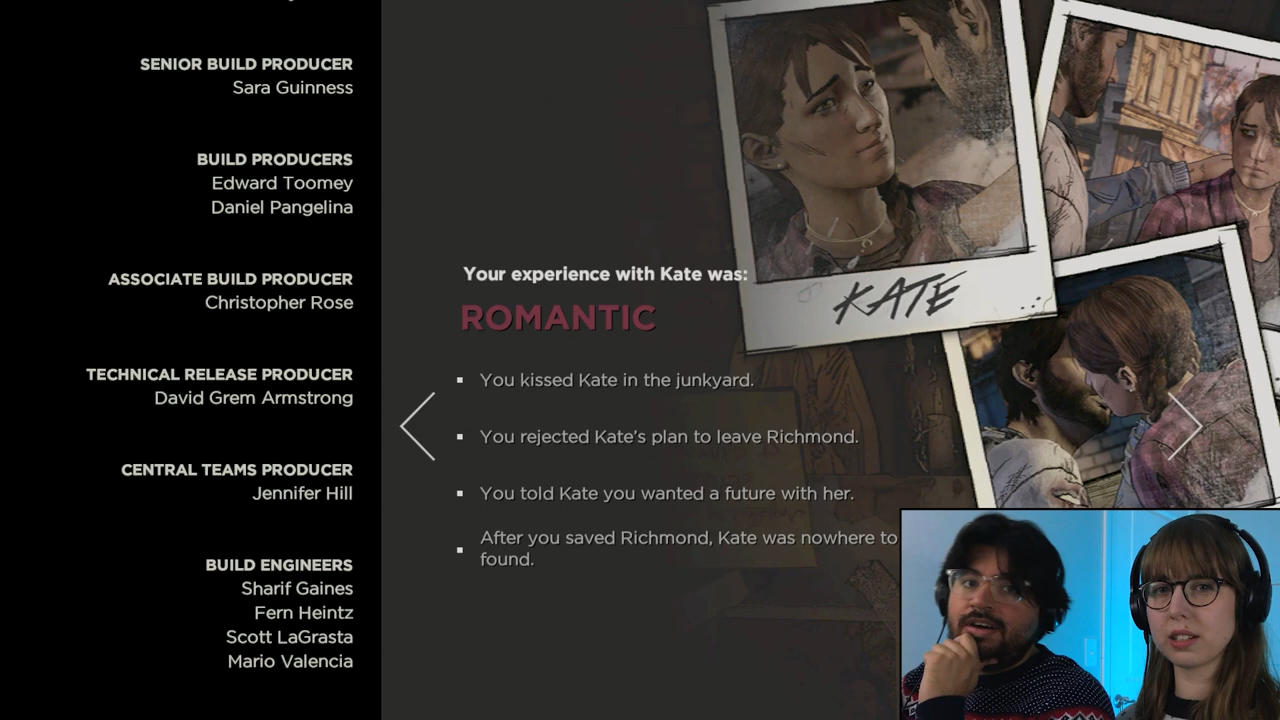 SENIOR BUILD PRODUCER
Sara Guinness
BUILD PRODUCERS
Edward Toomey
Daniel Pangelina
ASSOCIATE BUILD PRODUCER
Christopher Rose
TECHNICAL RELEASE PRODUCER
David Grem Armstrong
CENTRAL TEAMS PRODUCER
Jennifer Hill
BUILD ENGINEERS
Sharif Gaines
Fern Heintz
Scott LaGrasta
Mario Valencia
KATE
Your experience with Kate was:
ROMANTIC
▪ You kissed Kate in the junkyard.
▪ You rejected Kate’s plan to leave Richmond.
▪ You told Kate you wanted a future with her.
▪ After you saved Richmond, Kate was nowhere to
found.